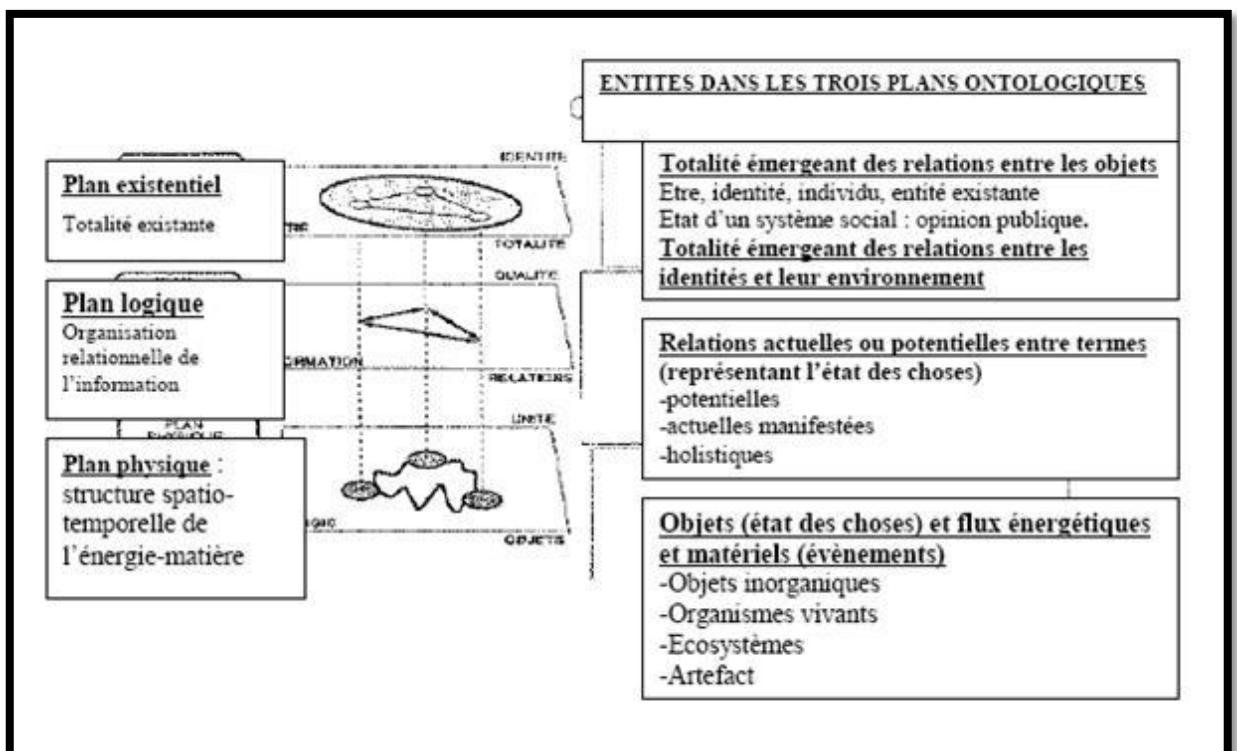 ENTITES DANS LES TROIS PLANS ONTOLOGIQUES
Plan existentiel
Totalité existante
IDENTITE
TOTALITE
Totalité émergeant des relations entre les objets
Etre, identité, individu, entité existante
Etat d’un système social : opinion publique.
Totalité émergeant des relations entre les
identités et leur environnement
Plan logique
Organisation
relationnelle de
l’information
QUALITE
RELATIONS
Relations actuelles ou potentielles entre termes
(représentant l’état des choses)
-potentielles
-actuelles manifestées
-holistiques
PLAN
PHYSIQUE
Plan physique :
structure spatio-
temporelle de
l’énergie-matière
UNITE
OBJETS
Objets (état des choses) et flux énergétiques
et matériels (évènements)
-Objets inorganiques
-Organismes vivants
-Ecosystèmes
-Artefact